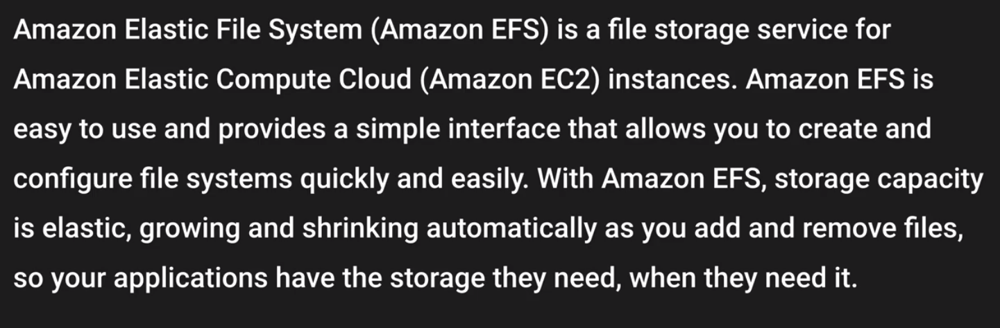 Amazon Elastic File System (Amazon EFS) is a file storage service for
Amazon Elastic Compute Cloud (Amazon EC2) instances. Amazon EFS is
easy to use and provides a simple interface that allows you to create and
configure file systems quickly and easily. With Amazon EFS, storage capacity
is elastic, growing and shrinking automatically as you add and remove files,
so your applications have the storage they need, when they need it.